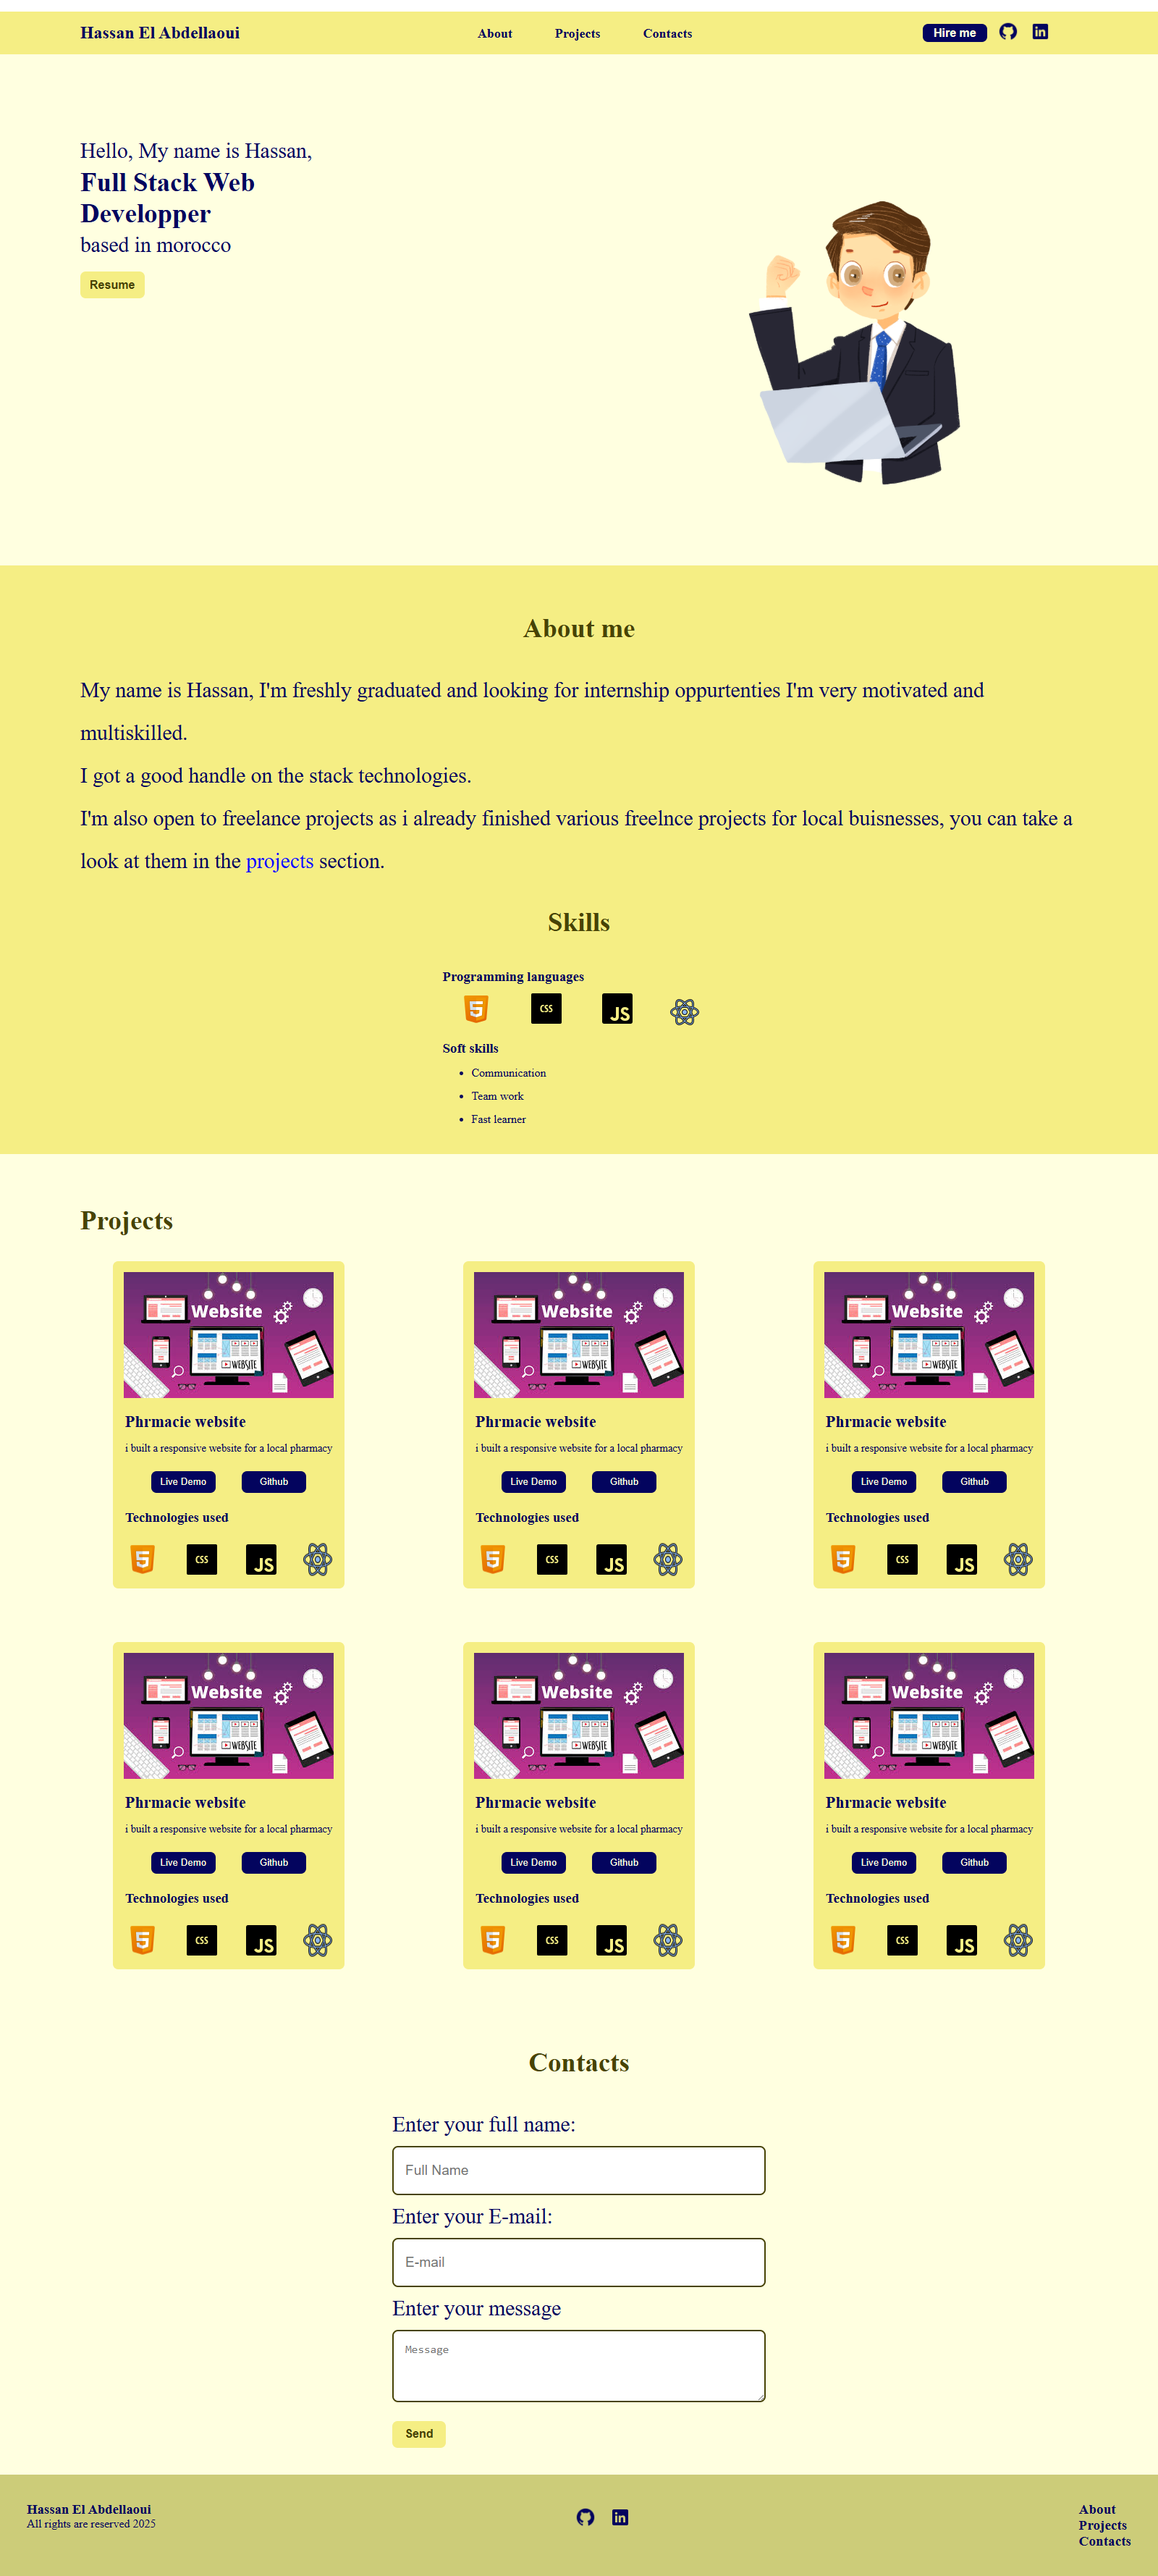 Hassan El Abdellaoui
About
Projects
Contacts
Hire me
Hello, My name is Hassan,
Full Stack Web
Developper
based in morocco
Resume
About me
My name is Hassan, I'm freshly graduated and looking for internship oppurtenties I'm very motivated and
multiskilled.
I got a good handle on the stack technologies.
I'm also open to freelance projects as i already finished various freelnce projects for local buisnesses, you can take a
look at them in the projects section.
Skills
Programming languages
5
CSS
JS
Soft skills
Communication
Team work
Fast learner
Projects
Website
WEBSITE
Phrmacie website
i built a responsive website for a local pharmacy
Live Demo
Github
Technologies used
5
CSS
JS
Website
WEBSITE
Phrmacie website
i built a responsive website for a local pharmacy
Live Demo
Github
Technologies used
5
CSS
JS
Website
WEBSITE
Phrmacie website
i built a responsive website for a local pharmacy
Live Demo
Github
Technologies used
5
CSS
JS
Website
WEBSITE
Phrmacie website
i built a responsive website for a local pharmacy
Live Demo
Github
Technologies used
5
CSS
JS
Website
WEBSITE
Phrmacie website
i built a responsive website for a local pharmacy
Live Demo
Github
Technologies used
5
CSS
JS
Website
WEBSITE
Phrmacie website
i built a responsive website for a local pharmacy
Live Demo
Github
Technologies used
5
CSS
JS
Contacts
Enter your full name:
Full Name
Enter your E-mail:
E-mail
Enter your message
Message
Send
Hassan El Abdellaoui
All rights are reserved 2025
in
About
Projects
Contacts